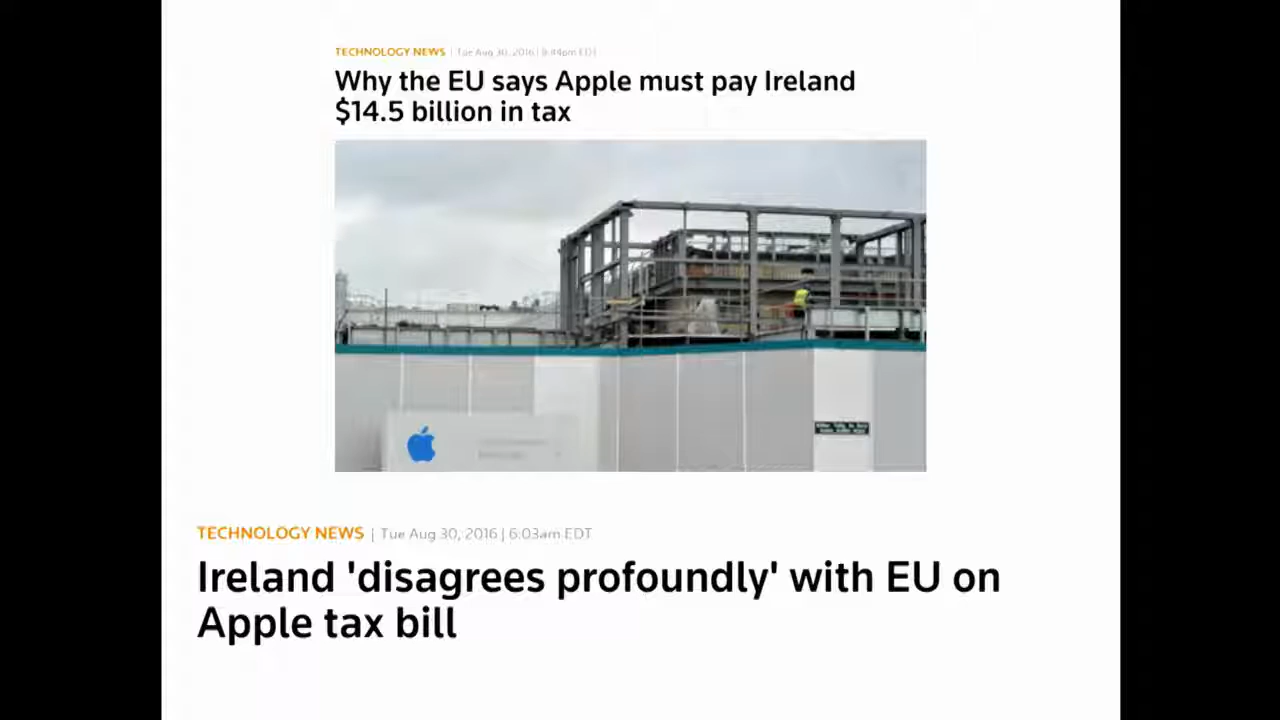 TECHNOLOGY NEWS | Tue Aug 30, 2016 |
Why the EU says Apple must pay Ireland
$14.5 billion in tax
TECHNOLOGY NEWS | Tue Aug 30, 2016 | 6:03am EDT
Ireland 'disagrees profoundly' with EU on
Apple tax bill